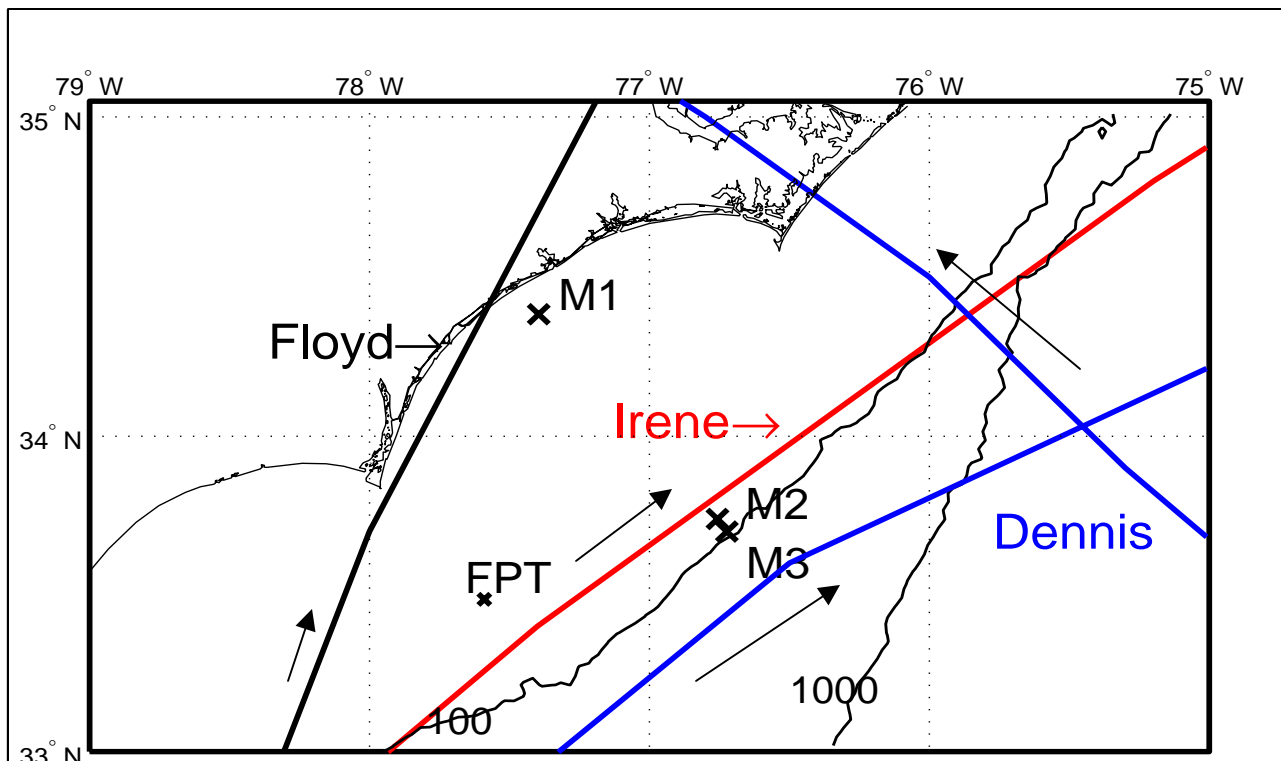 79° W 78° W 77° W 76° W 75° W
35° N
M1
Floyd→
Irene→
34° N
M2
Dennis
M3
FPT
1000
100
33° N